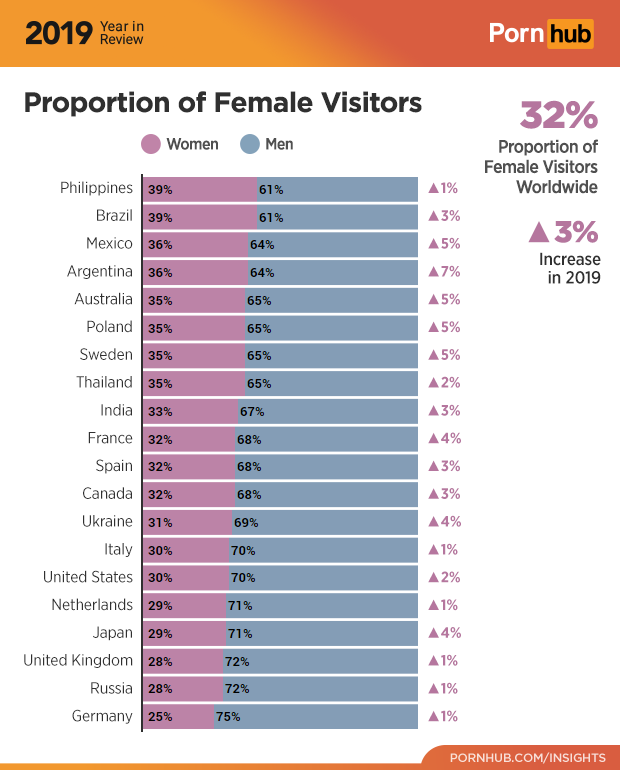 2019 Year in Review
Pornhub
Proportion of Female Visitors
Women Men
Philippines 39% 61% ▲1%
Brazil 39% 61% ▲3%
Mexico 36% 64% ▲5%
Argentina 36% 64% ▲7%
Australia 35% 65% ▲5%
Poland 35% 65% ▲5%
Sweden 35% 65% ▲5%
Thailand 35% 65% ▲2%
India 33% 67% ▲3%
France 32% 68% ▲4%
Spain 32% 68% ▲3%
Canada 32% 68% ▲3%
Ukraine 31% 69% ▲4%
Italy 30% 70% ▲1%
United States 30% 70% ▲2%
Netherlands 29% 71% ▲1%
Japan 29% 71% ▲4%
United Kingdom 28% 72% ▲1%
Russia 28% 72% ▲1%
Germany 25% 75% ▲1%
32%
Proportion of
Female Visitors
Worldwide
▲3%
Increase
in 2019
PORNHUB.COM/INSIGHTS